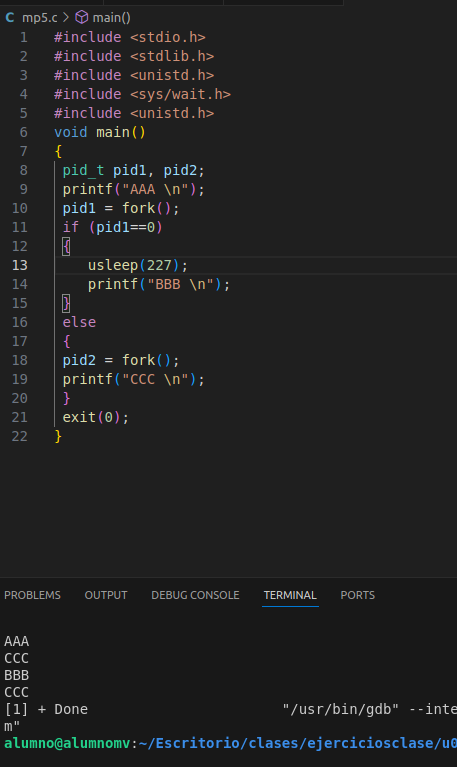 mp5.c > main()
1 #include <stdio.h>
2 #include <stdlib.h>
3 #include <unistd.h>
4 #include <sys/wait.h>
5 #include <unistd.h>
6 void main()
7 {
8 pid_t pid1, pid2;
9 printf("AAA \n");
10 pid1 = fork();
11 if (pid1==0)
12 {
13 usleep(227);
14 printf("BBB \n");
15 }
16 else
17 {
18 pid2 = fork();
19 printf("CCC \n");
20 }
21 exit(0);
22 }
PROBLEMS OUTPUT DEBUG CONSOLE TERMINAL PORTS
AAA
CCC
BBB
CCC
[1] + Done "/usr/bin/gdb" --inte
m"
alumno@alumnomv:~/Escritorio/clases/ejerciciosclase/u0